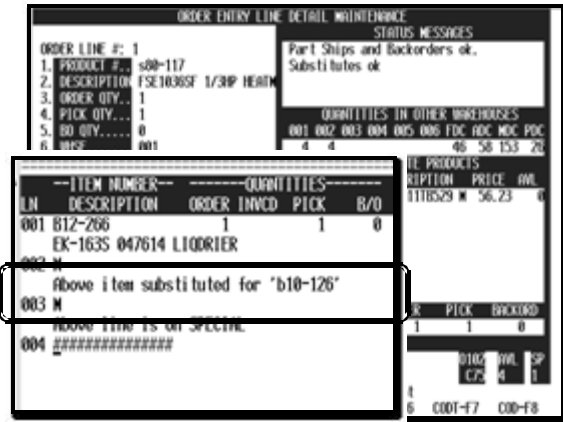 ORDER ENTRY LINE DETAIL MAINTENANCE
STATUS MESSAGES
ORDER LINE #: 1
Part Ships and Backorders ok.
Substitutes ok
1. PRODUCT #.. s80-117
2. DESCRIPTION FSE1036SF 1/3HP HEATM
3. ORDER QTY.. 1
4. PICK QTY... 1
5. BO QTY..... 0
6 WHSE 001
QUANTITIES IN OTHER WAREHOUSES
001 002 003 004 005 006 FDC ADC MDC PDC
4 4 46 58 153 26
TE PRODUCTS
RIPTION PRICE AVL
11TB529 M 56.23 0
--ITEM NUMBER-- -------QUANTITIES-------
LN DESCRIPTION ORDER INVCD PICK B/O
001 B12-266 1 1 0
EK-163S 047614 LIQDRIER
002 M
Above item substituted for 'b10-126'
003 M
Above line is on SPECIAL
004 ###############
R PICK BACKORD
1 1 0
0102 AVL SP
C75 4 1
t
6 CODT-F7 COD-F8